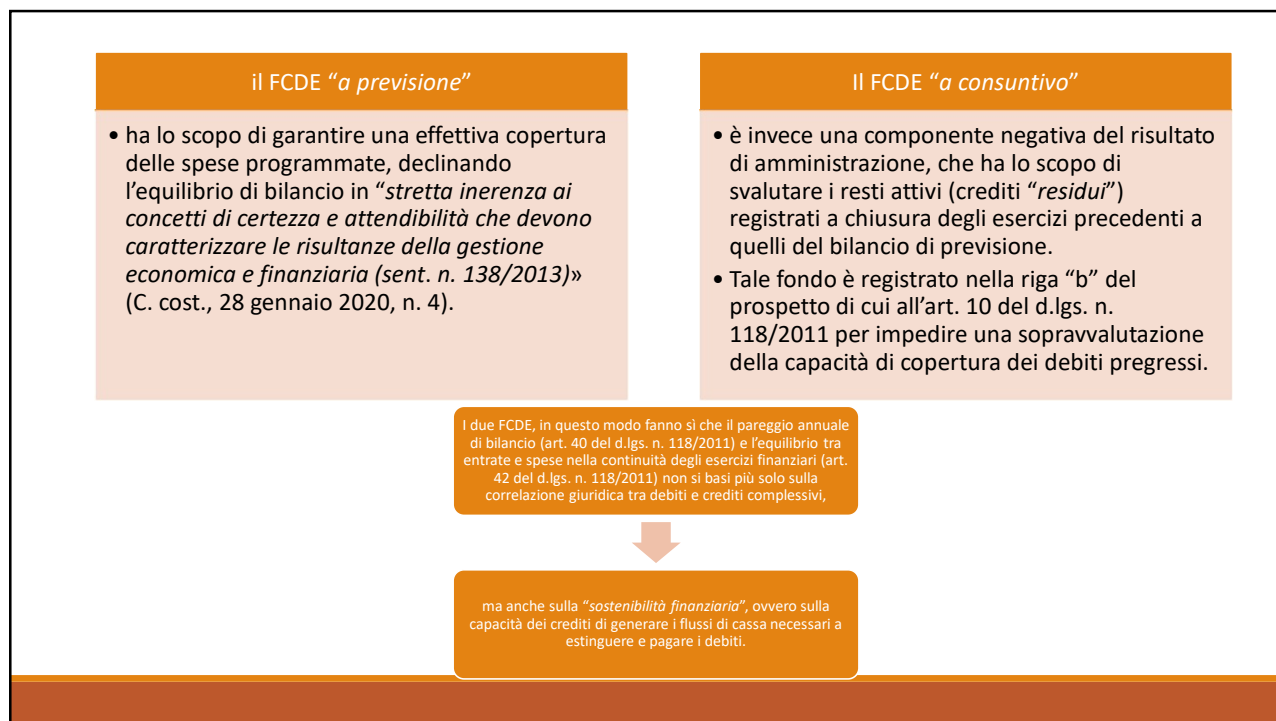 il FCDE “a previsione”
• ha lo scopo di garantire una effettiva copertura
delle spese programmate, declinando
l’equilibrio di bilancio in “stretta inerenza ai
concetti di certezza e attendibilità che devono
caratterizzare le risultanze della gestione
economica e finanziaria (sent. n. 138/2013)»
(C. cost., 28 gennaio 2020, n. 4).
Il FCDE “a consuntivo”
• è invece una componente negativa del risultato
di amministrazione, che ha lo scopo di
svalutare i resti attivi (crediti “residui”)
registrati a chiusura degli esercizi precedenti a
quelli del bilancio di previsione.
• Tale fondo è registrato nella riga “b” del
prospetto di cui all’art. 10 del d.lgs. n.
118/2011 per impedire una sopravvalutazione
della capacità di copertura dei debiti pregressi.
I due FCDE, in questo modo fanno sì che il pareggio annuale
di bilancio (art. 40 del d.lgs. n. 118/2011) e l’equilibrio tra
entrate e spese nella continuità degli esercizi finanziari (art.
42 del d.lgs. n. 118/2011) non si basi più solo sulla
correlazione giuridica tra debiti e crediti complessivi,
ma anche sulla “sostenibilità finanziaria”, ovvero sulla
capacità dei crediti di generare i flussi di cassa necessari a
estinguere e pagare i debiti.